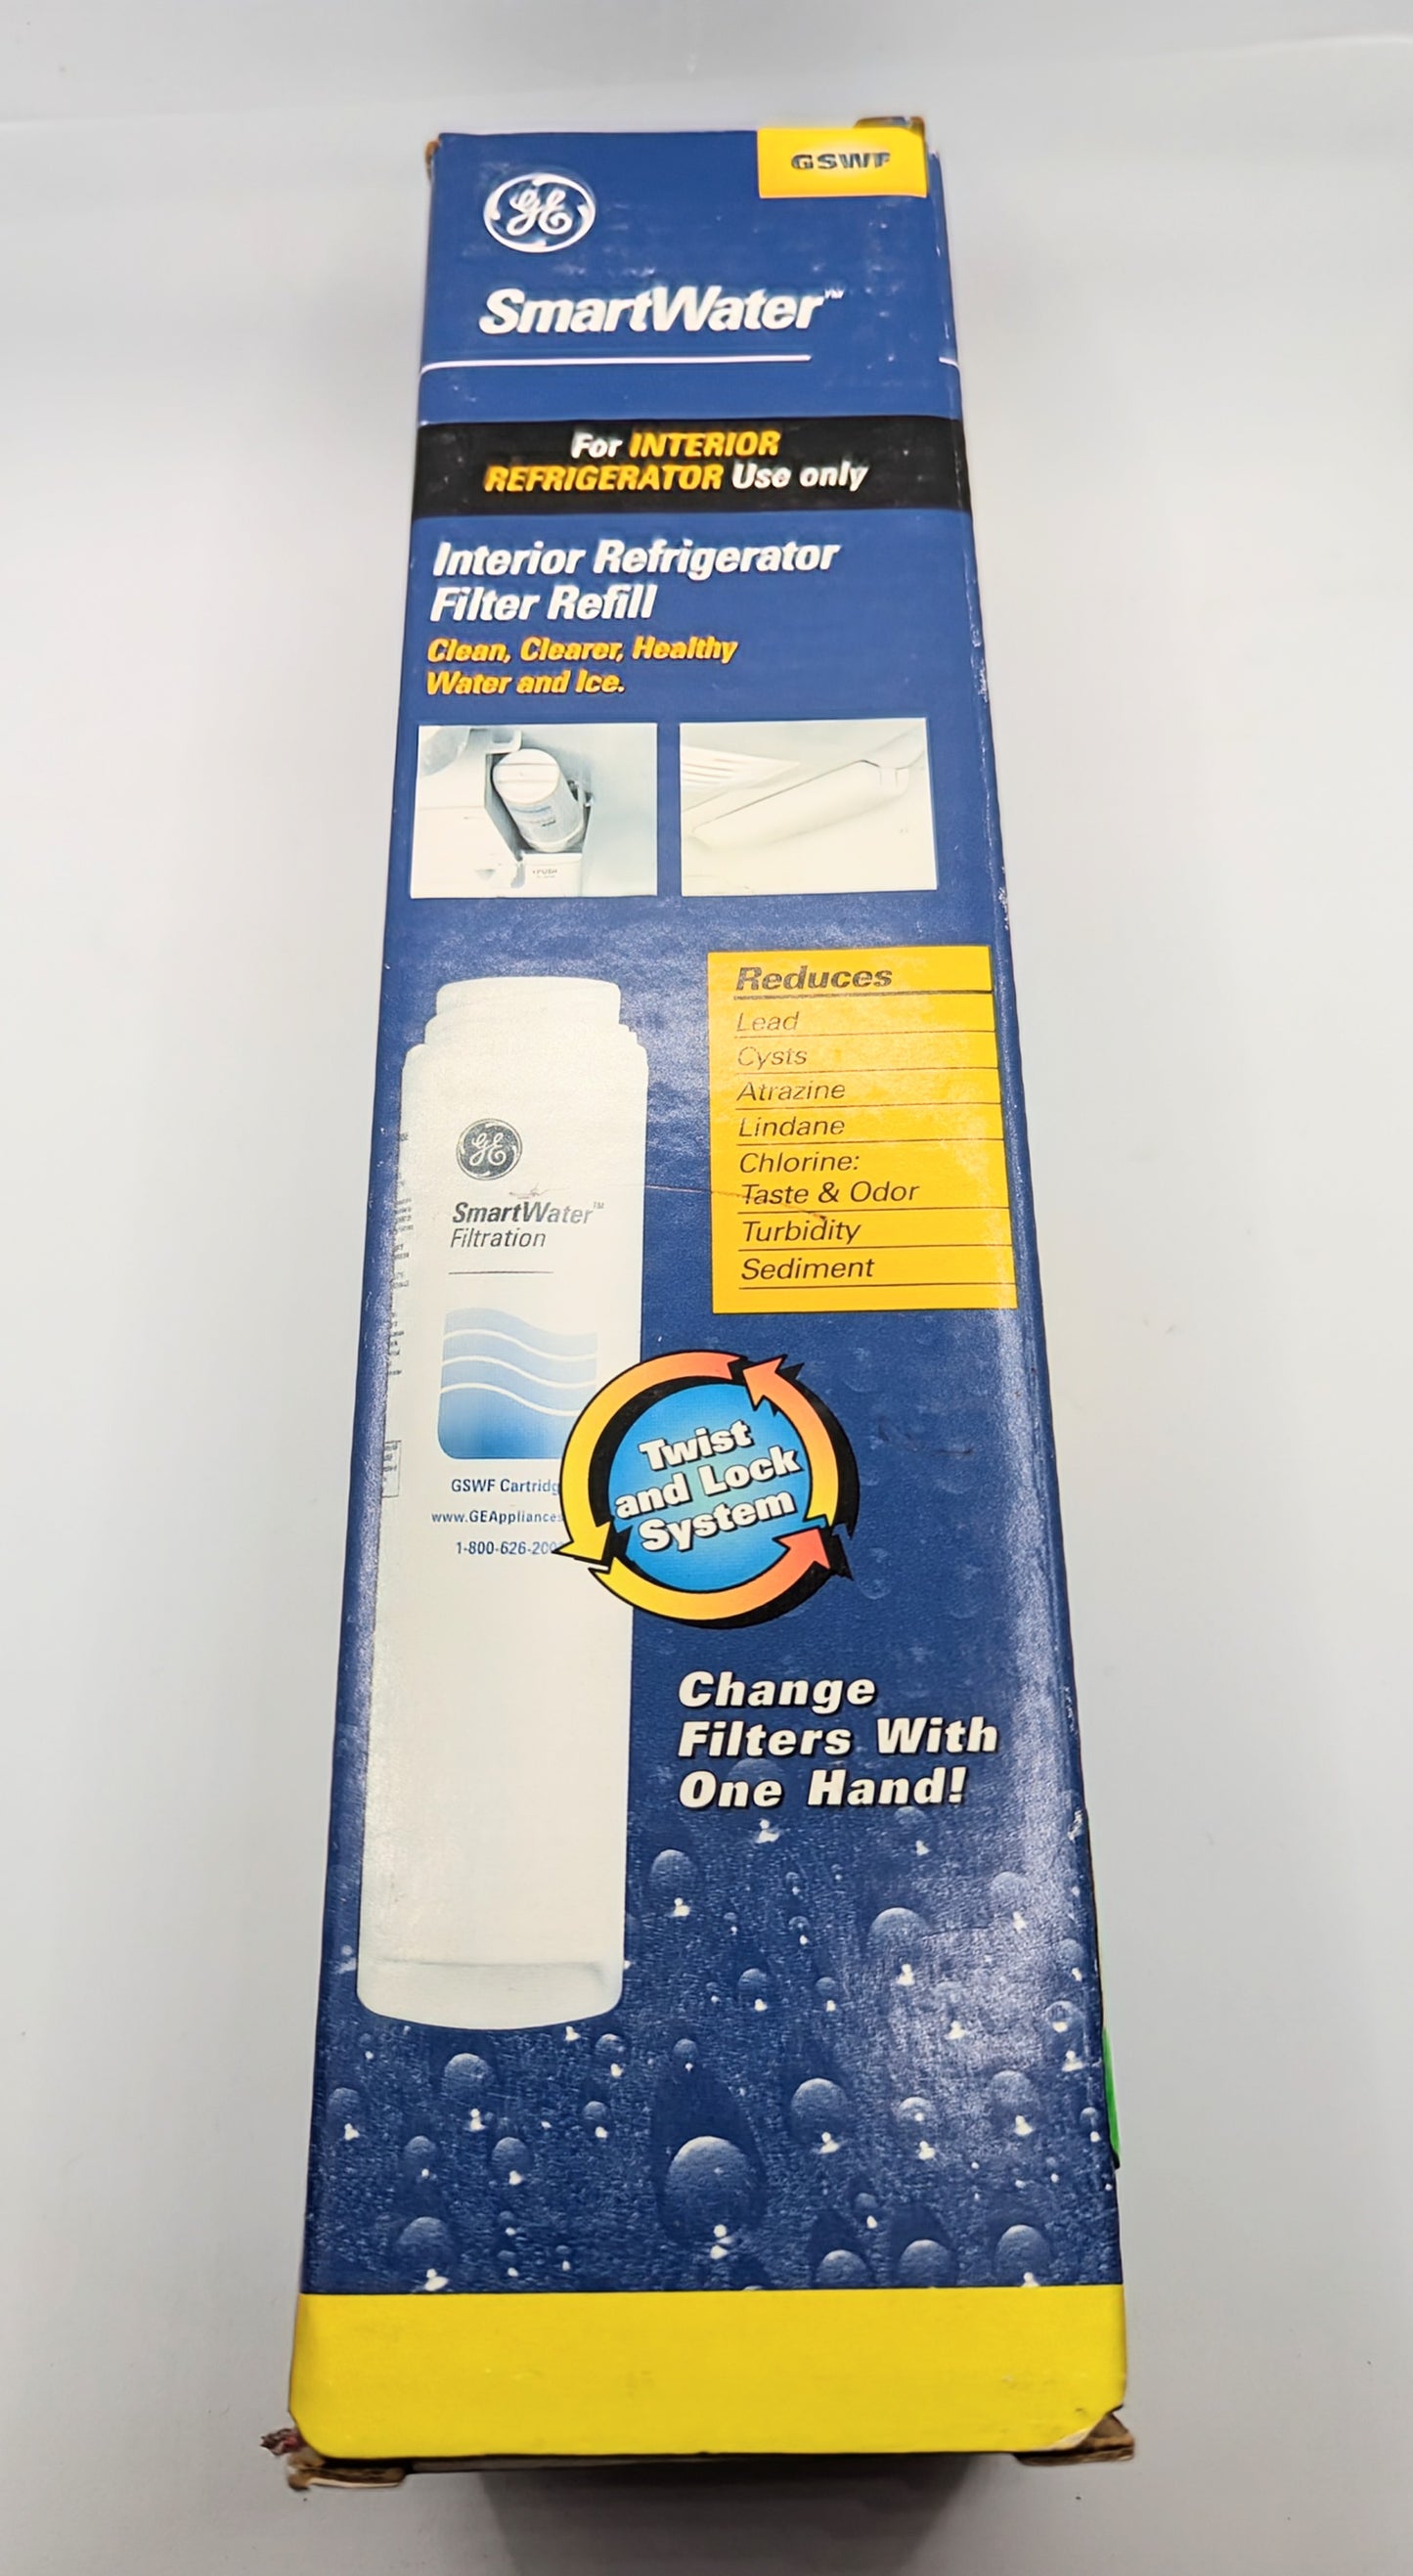 GSWF
GE
SmartWater™
For INTERIOR
REFRIGERATOR Use only
Interior Refrigerator
Filter Refill
Clean, Clearer, Healthy
Water and Ice.
PUSH
Reduces
Lead
Cysts
Atrazine
Lindane
Chlorine:
Taste & Odor
Turbidity
Sediment
GE
SmartWater™
Filtration
GSWF Cartridg
www.GEAppliances
1-800-626-200
Twist
and Lock
System
Change
Filters With
One Hand!